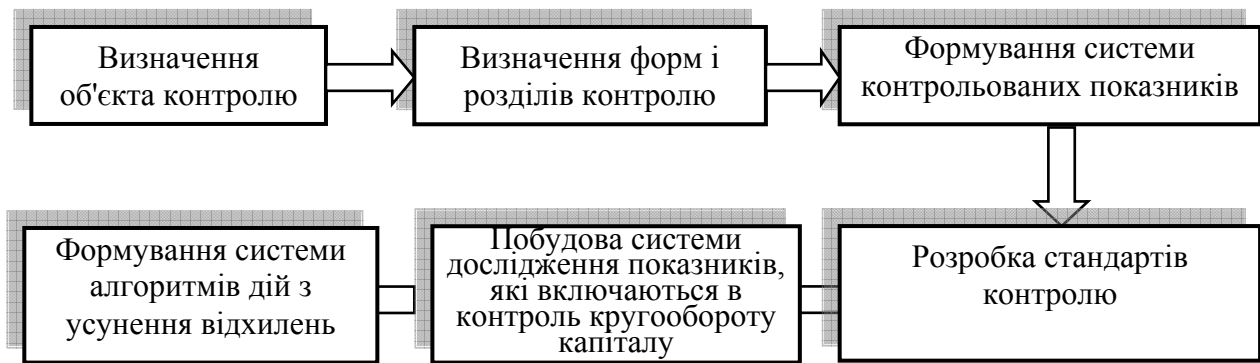 Визначення
об'єкта контролю
Визначення форм і
розділів контролю
Формування системи
контрольованих показників
Розробка стандартів
контролю
Побудова системи
дослідження показників,
які включаються в
контроль кругообороту
капіталу
Формування системи
алгоритмів дій з
усунення відхилень